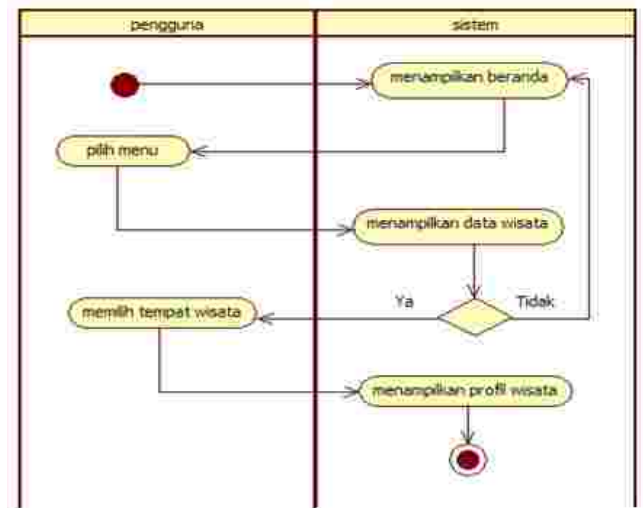 pengguna
sistem
menampilkan beranda
pilih menu
menampilkan data wisata
Ya
Tidak
memilih tempat wisata
menampilkan profil wisata